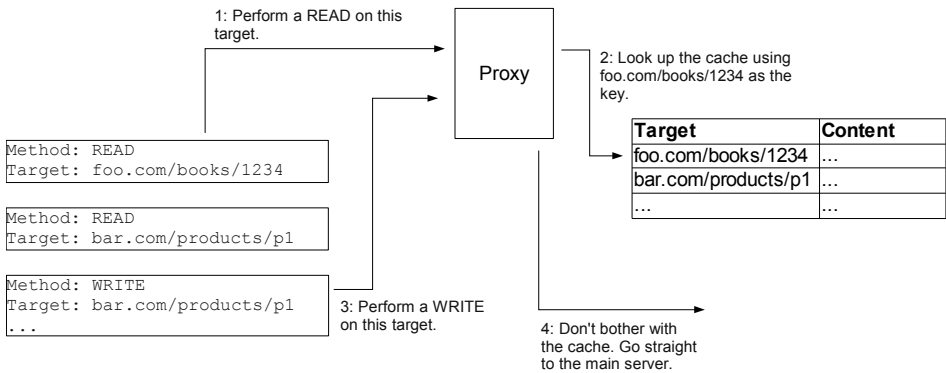 1: Perform a READ on this
target.
Proxy
2: Look up the cache using
foo.com/books/1234 as the
key.
Target Content
foo.com/books/1234 ...
bar.com/products/p1 ...
... ...
Method: READ
Target: foo.com/books/1234
Method: READ
Target: bar.com/products/p1
Method: WRITE
Target: bar.com/products/p1
...
3: Perform a WRITE
on this target.
4: Don't bother with
the cache. Go straight
to the main server.